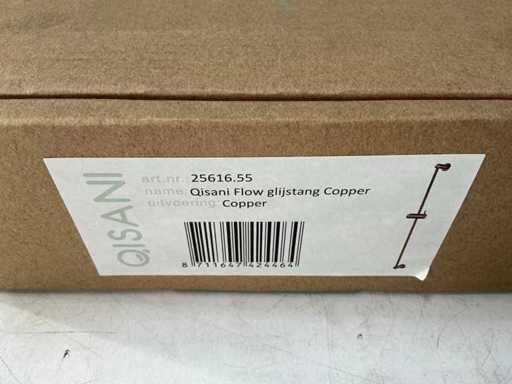 QISANI
art.nr.: 25616.55
name: Qisani Flow glijstang Copper
uitvoering: Copper
8 711647 424464